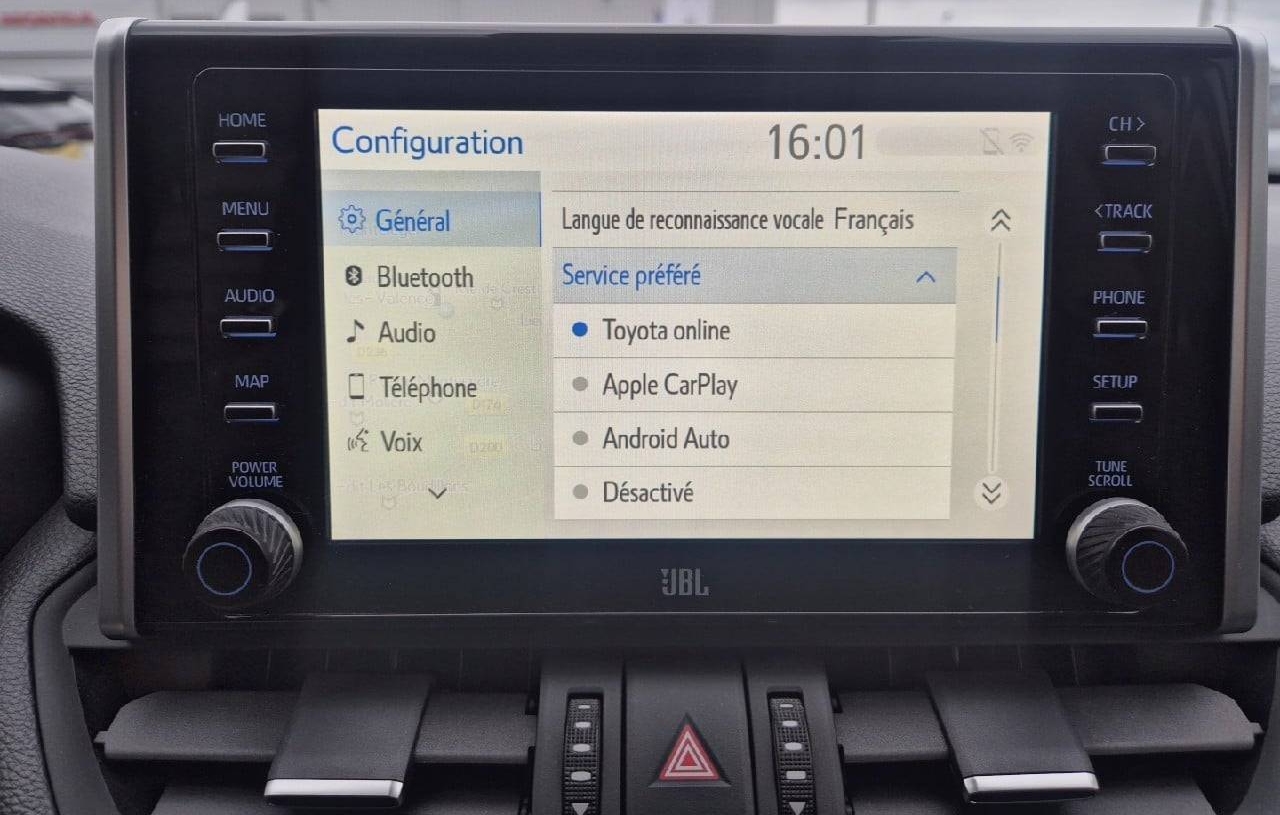 HOME
MENU
AUDIO
MAP
POWER
VOLUME
Configuration
16:01
Général
Bluetooth
Audio
Téléphone
Voix
Langue de reconnaissance vocale Français
Service préféré
Toyota online
Apple CarPlay
Android Auto
Désactivé
CH >
< TRACK
PHONE
SETUP
TUNE
SCROLL
JBL